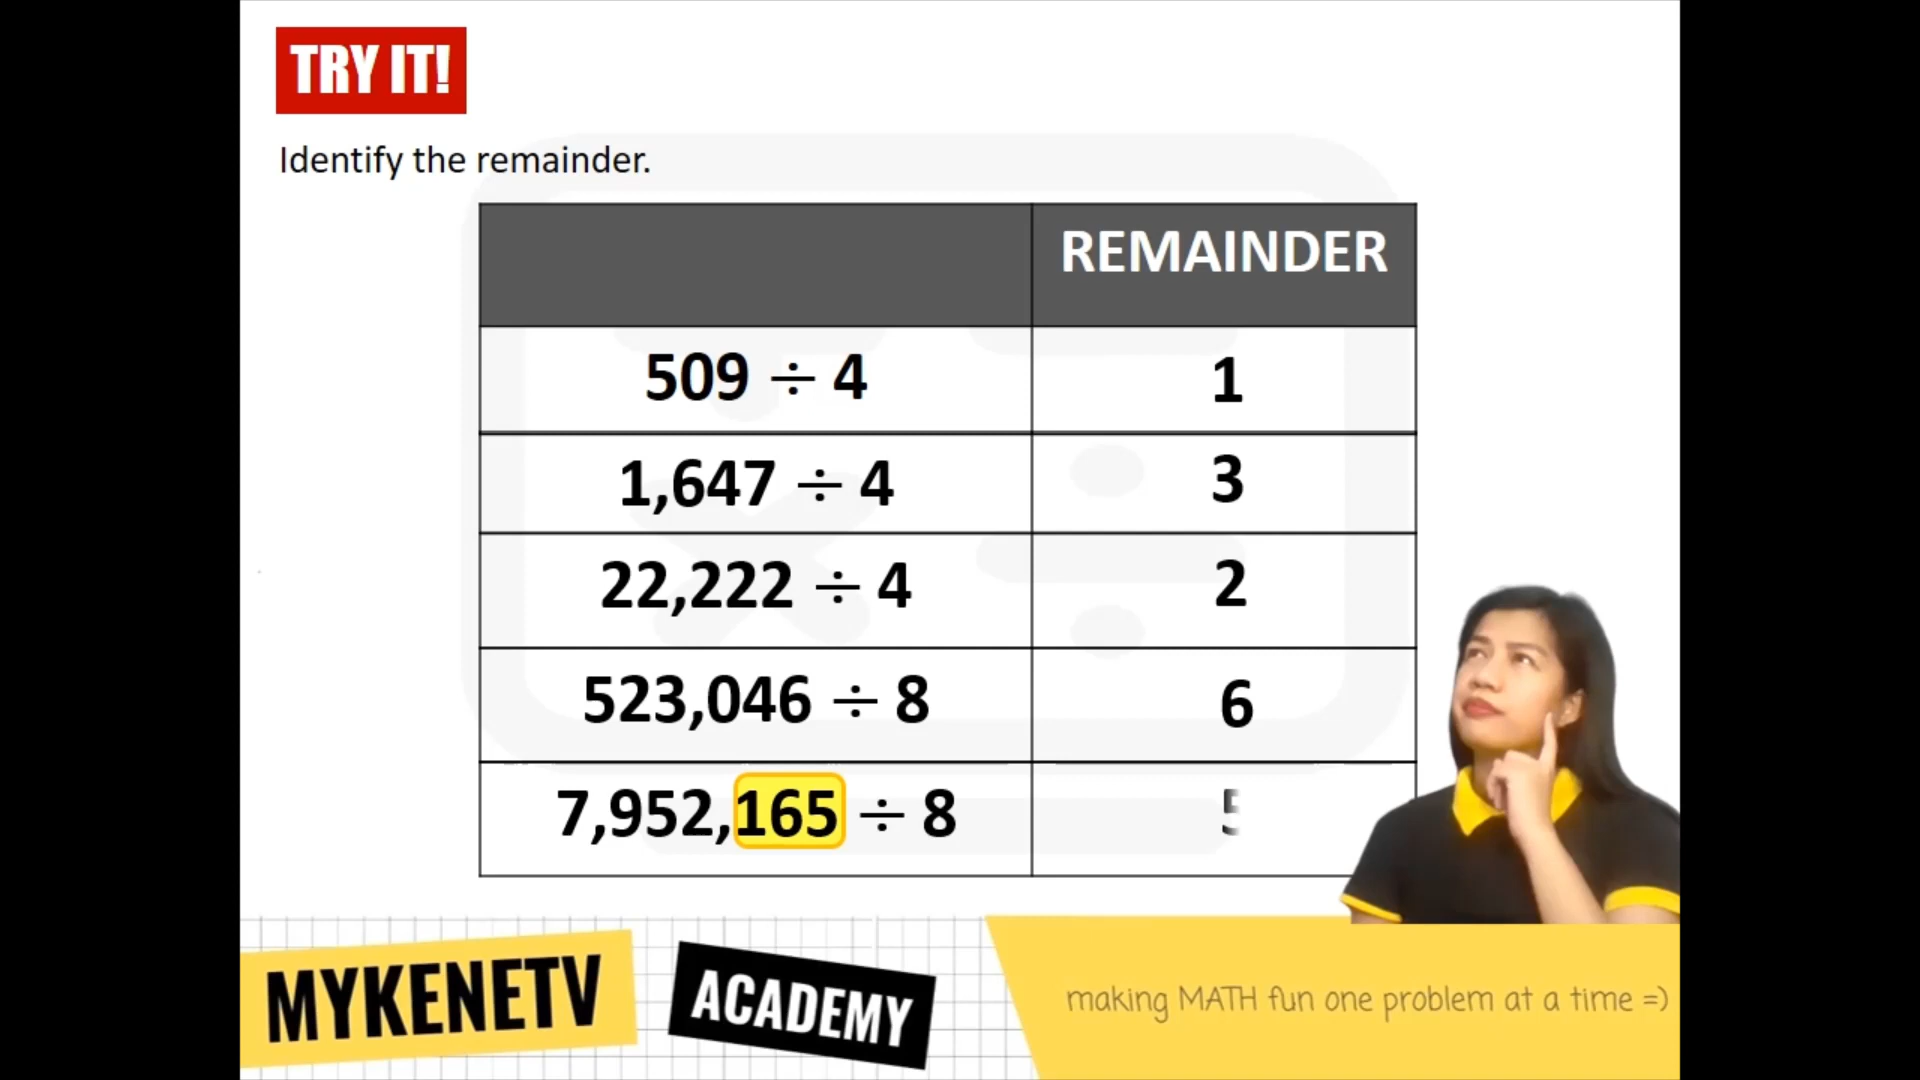 TRY IT!
Identify the remainder.
REMAINDER
509 ÷ 4 1
1,647 ÷ 4 3
22,222 ÷ 4 2
523,046 ÷ 8 6
7,952,165 ÷ 8 5
MYKENETV ACADEMY making MATH fun one problem at a time =)